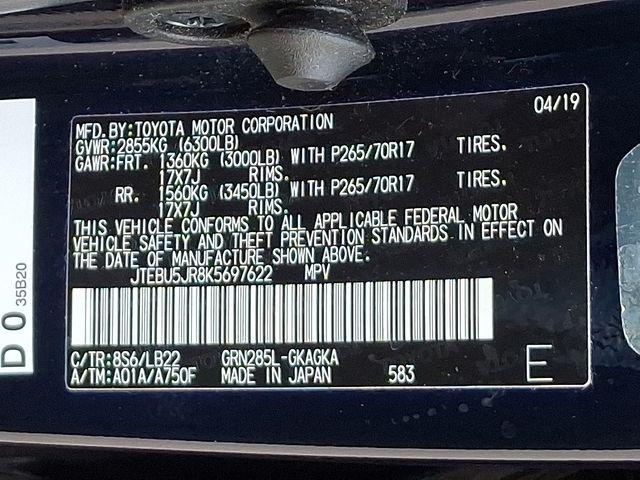 04/19
MFD.BY:TOYOTA MOTOR CORPORATION
GVWR:2855KG (6300LB)
GAWR:FRT. 1360KG (3000LB) WITH P265/70R17 TIRES.
17X7J RIMS.
RR. 1560KG (3450LB) WITH P265/70R17 TIRES.
17X7J RIMS.
THIS VEHICLE CONFORMS TO ALL APPLICABLE FEDERAL MOTOR
VEHICLE SAFETY AND THEFT PREVENTION STANDARDS IN EFFECT ON
THE DATE OF MANUFACTURE SHOWN ABOVE.
JTEBU5JR8K5697622 MPV
C/TR:8S6/LB22 GRN285L-GKAGKA
A/TM:A01A/A750F MADE IN JAPAN 583 E
D 0 35B20